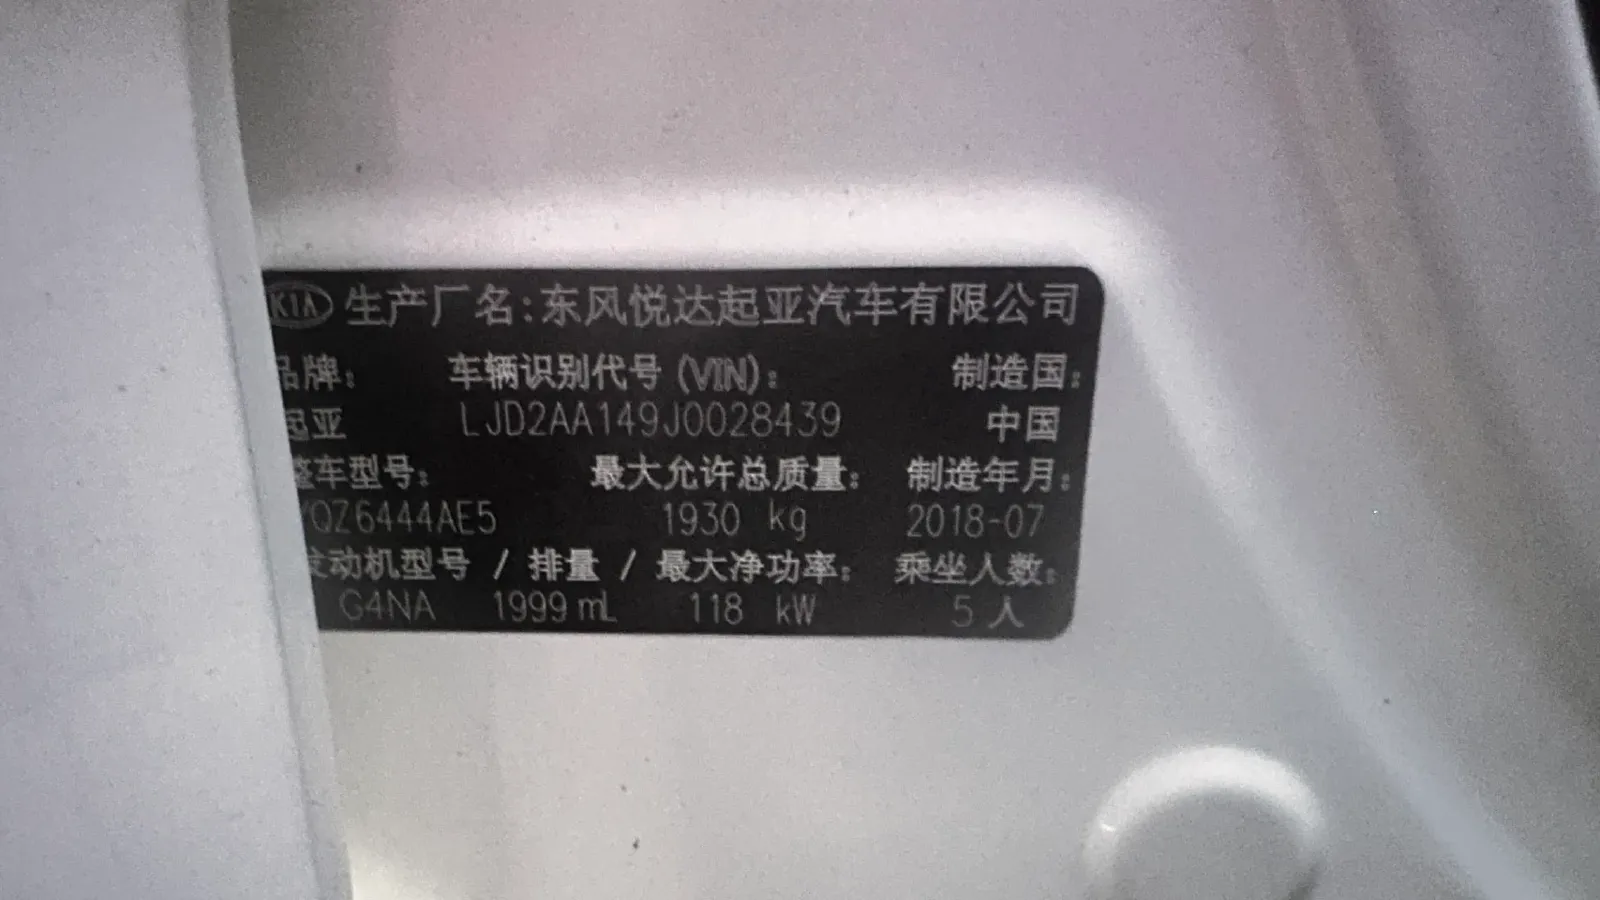 KIA 生产厂名:东风悦达起亚汽车有限公司
品牌: 车辆识别代号(VIN): 制造国:
起亚 LJD2AA149J0028439 中国
整车型号: 最大允许总质量: 制造年月:
YQZ6444AE5 1930 kg 2018-07
发动机型号 / 排量 / 最大净功率: 乘坐人数:
G4NA 1999mL 118 kW 5人